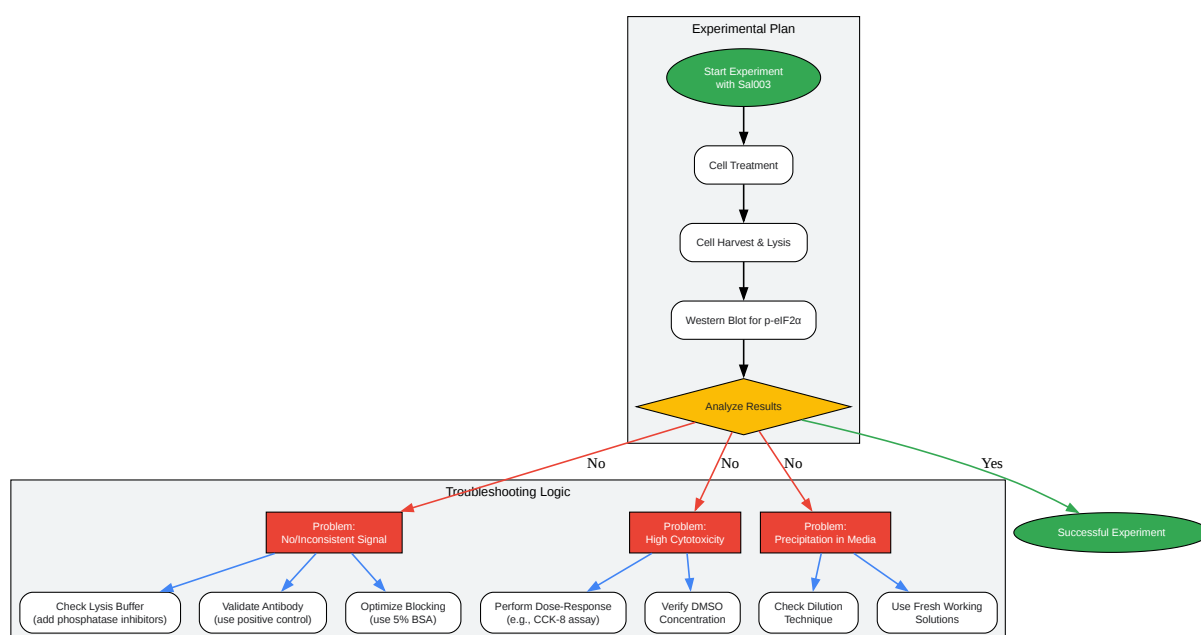 Experimental Plan
Start Experiment
with Sal003
Cell Treatment
Cell Harvest & Lysis
Western Blot for p-eIF2α
Analyze Results
No
No
No
Yes
Troubleshooting Logic
Problem:
No/Inconsistent Signal
Problem:
High Cytotoxicity
Problem:
Precipitation in Media
Successful Experiment
Check Lysis Buffer
(add phosphatase inhibitors)
Validate Antibody
(use positive control)
Optimize Blocking
(use 5% BSA)
Perform Dose-Response
(e.g., CCK-8 assay)
Verify DMSO
Concentration
Check Dilution
Technique
Use Fresh Working
Solutions